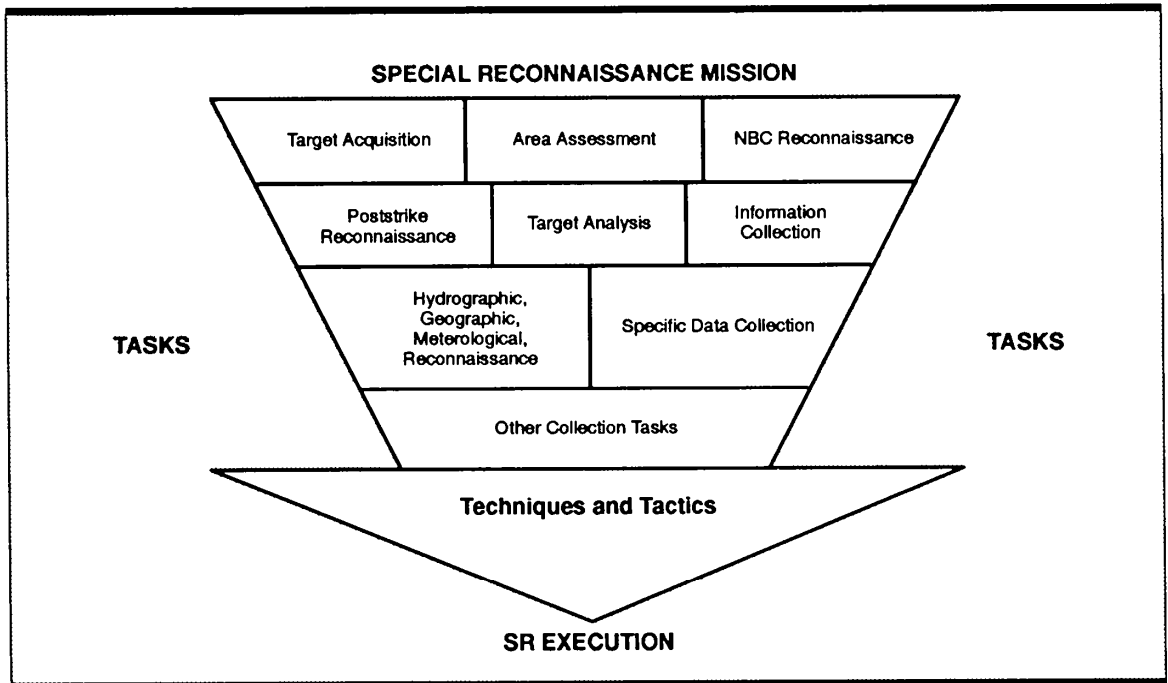 SPECIAL RECONNAISSANCE MISSION
Target Acquisition
Area Assessment
NBC Reconnaissance
Poststrike
Reconnaissance
Target Analysis
Information
Collection
Hydrographic,
Geographic,
Meterological,
Reconnaissance
Specific Data Collection
TASKS
TASKS
Other Collection Tasks
Techniques and Tactics
SR EXECUTION